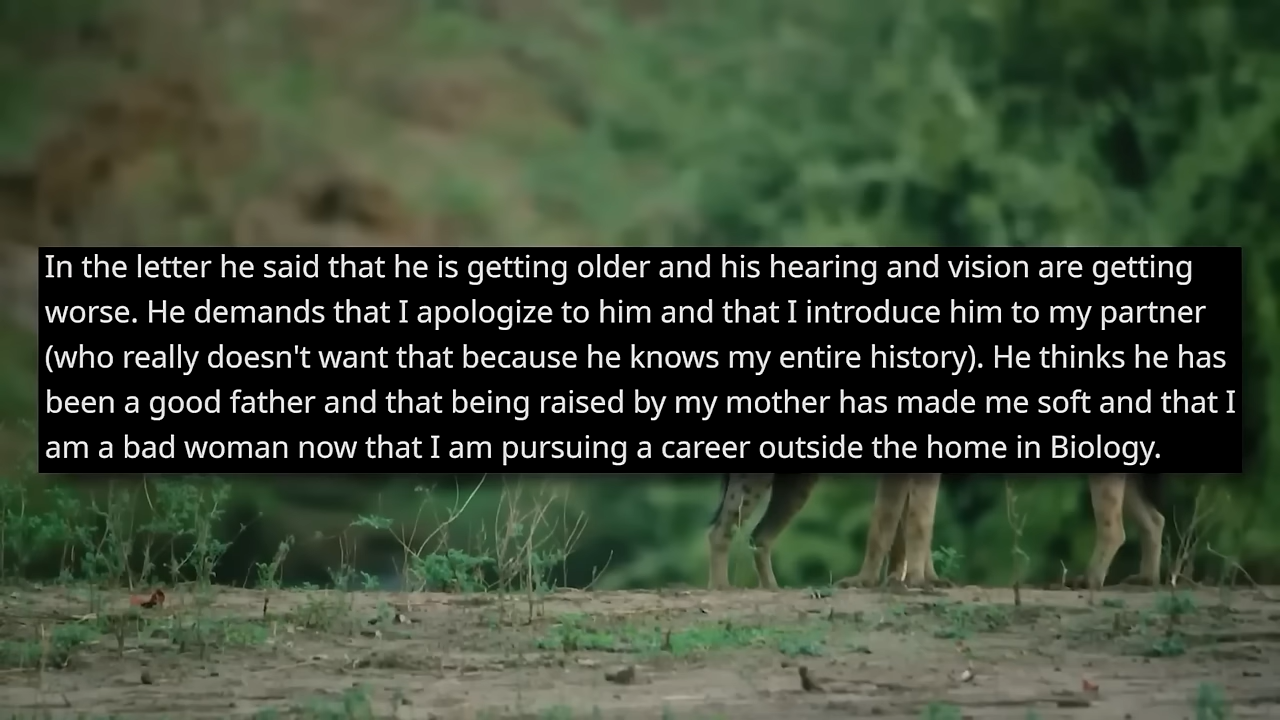 In the letter he said that he is getting older and his hearing and vision are getting
worse. He demands that I apologize to him and that I introduce him to my partner
(who really doesn't want that because he knows my entire history). He thinks he has
been a good father and that being raised by my mother has made me soft and that I
am a bad woman now that I am pursuing a career outside the home in Biology.